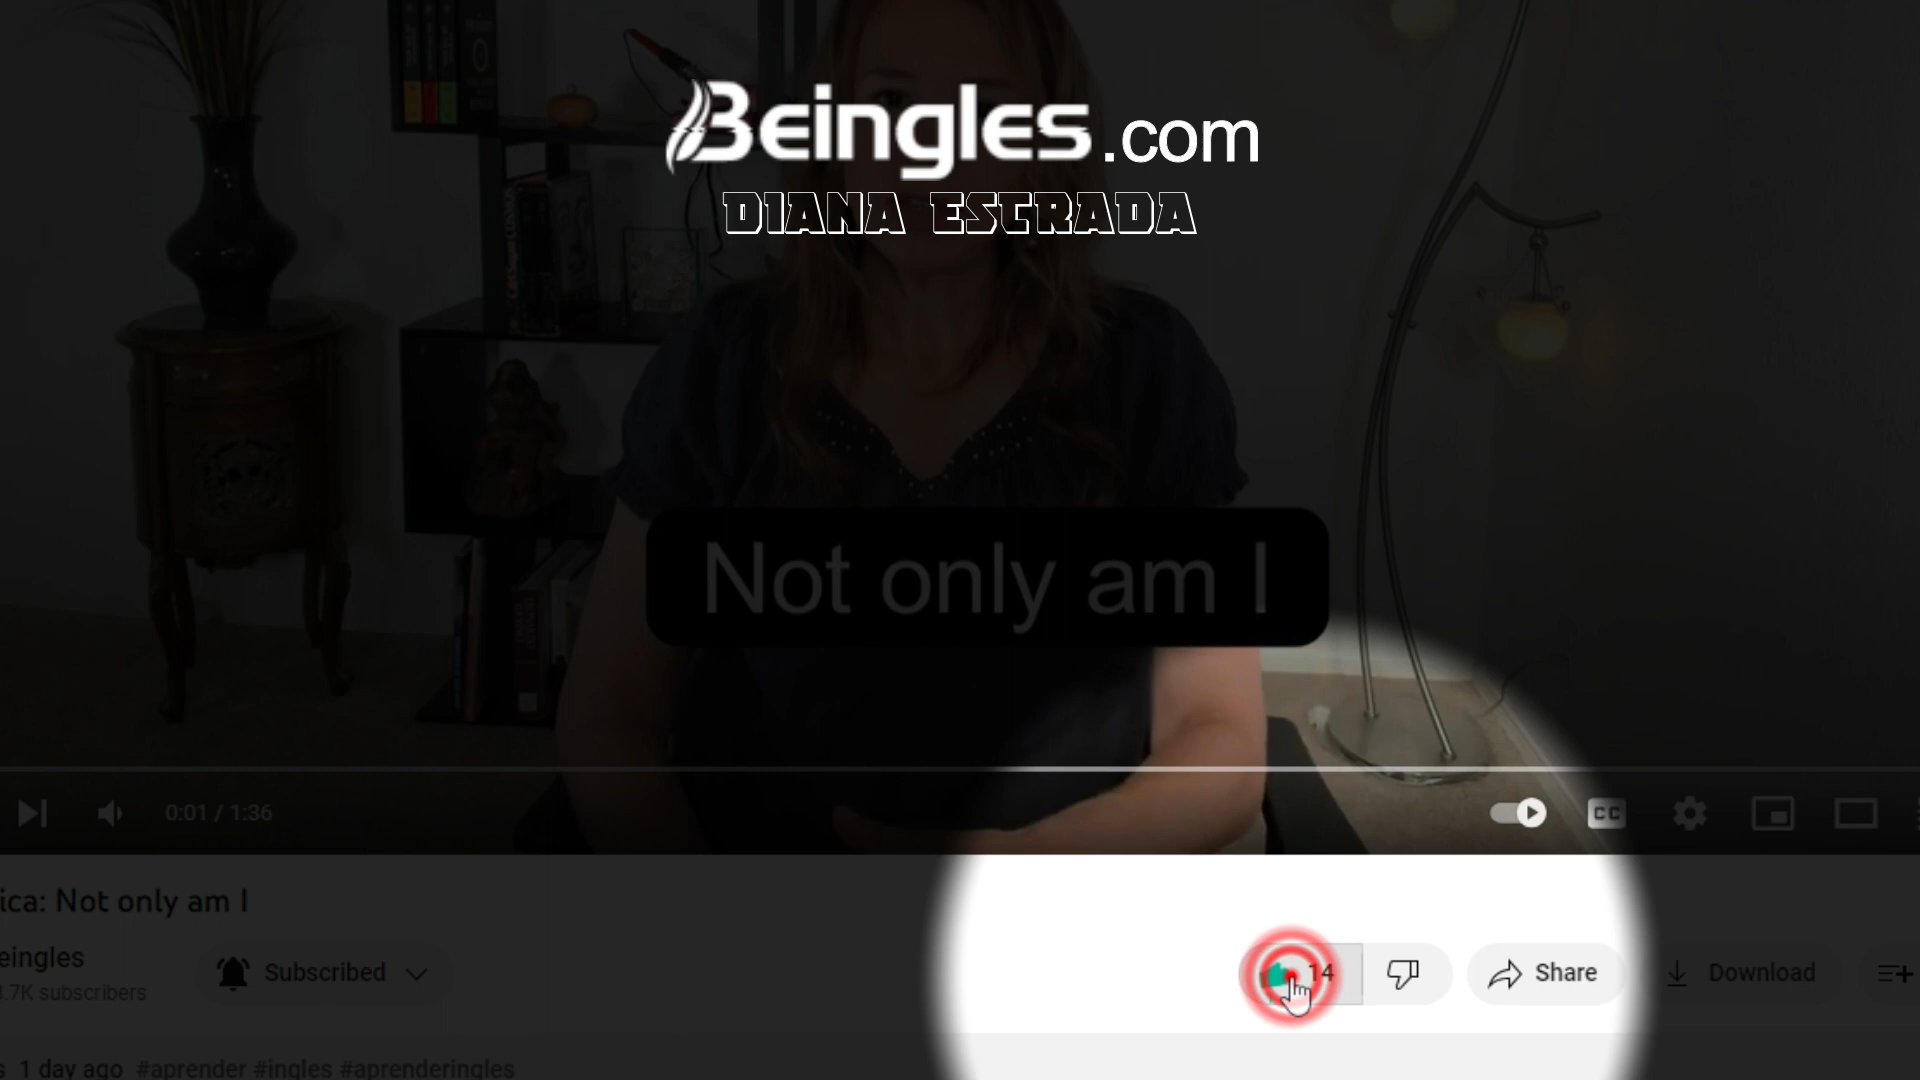 Beingles.com
DIANA ESTRADA
Not only am I
0:01 / 1:36
CC
ica: Not only am I
eingles
Subscribed
14
Share
Download
.7K subscribers
1 day ago #aprender #ingles #aprenderingles